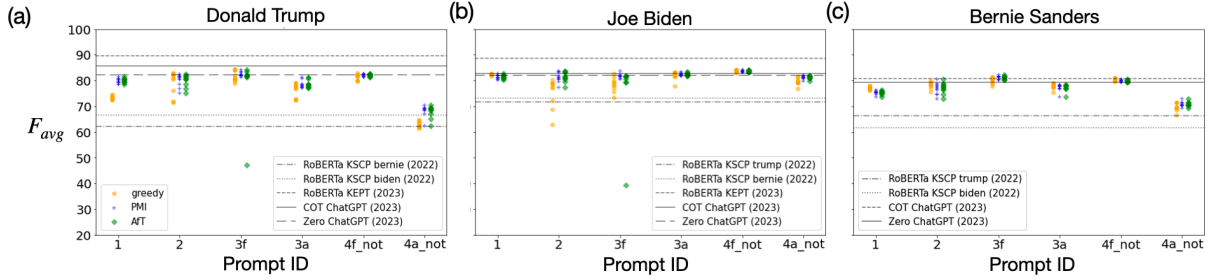 (a)
Donald Trump
F_avg
100
90
80
70
60
50
40
30
20
greedy
PMI
AfT
RoBERTa KSCP bernie (2022)
RoBERTa KSCP biden (2022)
RoBERTa KEPT (2023)
COT ChatGPT (2023)
Zero ChatGPT (2023)
1 2 3f 3a 4f_not 4a_not
Prompt ID
(b)
Joe Biden
RoBERTa KSCP trump (2022)
RoBERTa KSCP bernie (2022)
RoBERTa KEPT (2023)
COT ChatGPT (2023)
Zero ChatGPT (2023)
1 2 3f 3a 4f_not 4a_not
Prompt ID
(c)
Bernie Sanders
RoBERTa KSCP trump (2022)
RoBERTa KSCP biden (2022)
COT ChatGPT (2023)
Zero ChatGPT (2023)
1 2 3f 3a 4f_not 4a_not
Prompt ID